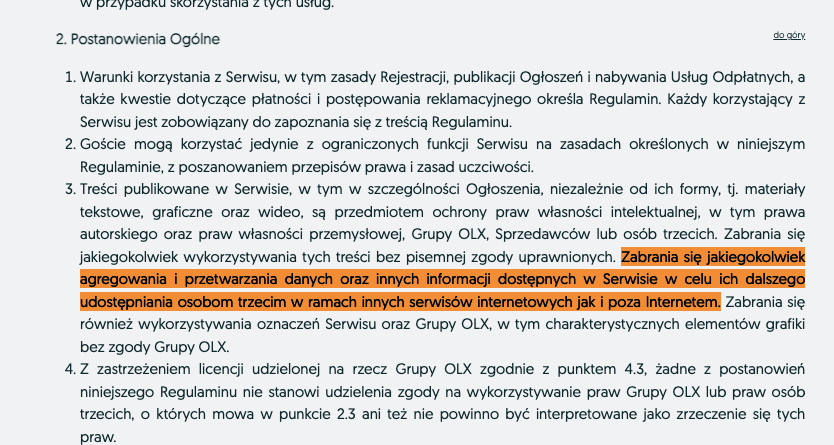 w przypadku skorzystania z tych usług.
2. Postanowienia Ogólne
do góry
1. Warunki korzystania z Serwisu, w tym zasady Rejestracji, publikacji Ogłoszeń i nabywania Usług Odpłatnych, a
także kwestie dotyczące płatności i postępowania reklamacyjnego określa Regulamin. Każdy korzystający z
Serwisu jest zobowiązany do zapoznania się z treścią Regulaminu.
2. Goście mogą korzystać jedynie z ograniczonych funkcji Serwisu na zasadach określonych w niniejszym
Regulaminie, z poszanowaniem przepisów prawa i zasad uczciwości.
3. Treści publikowane w Serwisie, w tym w szczególności Ogłoszenia, niezależnie od ich formy, tj. materiały
tekstowe, graficzne oraz wideo, są przedmiotem ochrony praw własności intelektualnej, w tym prawa
autorskiego oraz praw własności przemysłowej, Grupy OLX, Sprzedawców lub osób trzecich. Zabrania się
jakiegokolwiek wykorzystywania tych treści bez pisemnej zgody uprawnionych. Zabrania się jakiegokolwiek
agregowania i przetwarzania danych oraz innych informacji dostępnych w Serwisie w celu ich dalszego
udostępniania osobom trzecim w ramach innych serwisów internetowych jak i poza Internetem. Zabrania się
również wykorzystywania oznaczeń Serwisu oraz Grupy OLX, w tym charakterystycznych elementów grafiki
bez zgody Grupy OLX.
4. Z zastrzeżeniem licencji udzielonej na rzecz Grupy OLX zgodnie z punktem 4.3, żadne z postanowień
niniejszego Regulaminu nie stanowi udzielenia zgody na wykorzystywanie praw Grupy OLX lub praw osób
trzecich, o których mowa w punkcie 2.3 ani też nie powinno być interpretowane jako zrzeczenie się tych
praw.